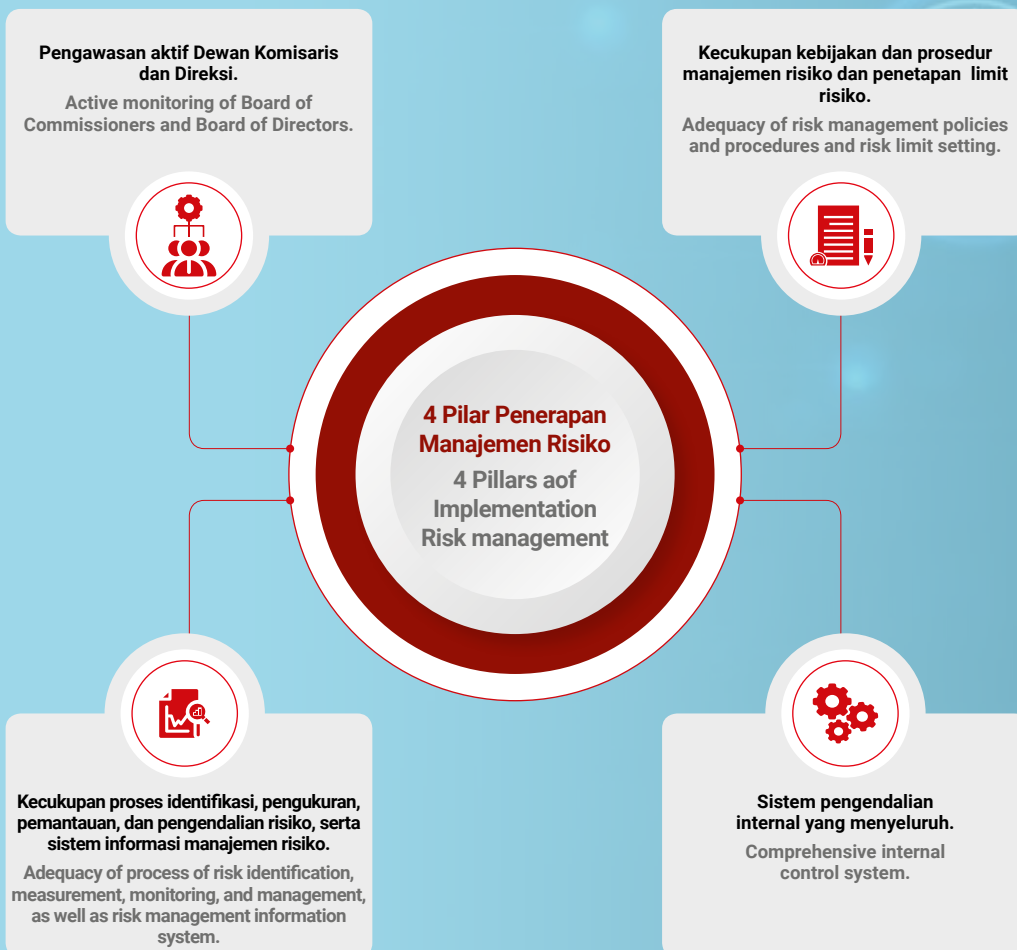 Pengawasan aktif Dewan Komisaris
dan Direksi.
Active monitoring of Board of
Commissioners and Board of Directors.
Kecukupan kebijakan dan prosedur
manajemen risiko dan penetapan limit
risiko.
Adequacy of risk management policies
and procedures and risk limit setting.
4 Pilar Penerapan
Manajemen Risiko
4 Pillars aof
Implementation
Risk management
Kecukupan proses identifikasi, pengukuran,
pemantauan, dan pengendalian risiko, serta
sistem informasi manajemen risiko.
Adequacy of process of risk identification,
measurement, monitoring, and management,
as well as risk management information
system.
Sistem pengendalian
internal yang menyeluruh.
Comprehensive internal
control system.